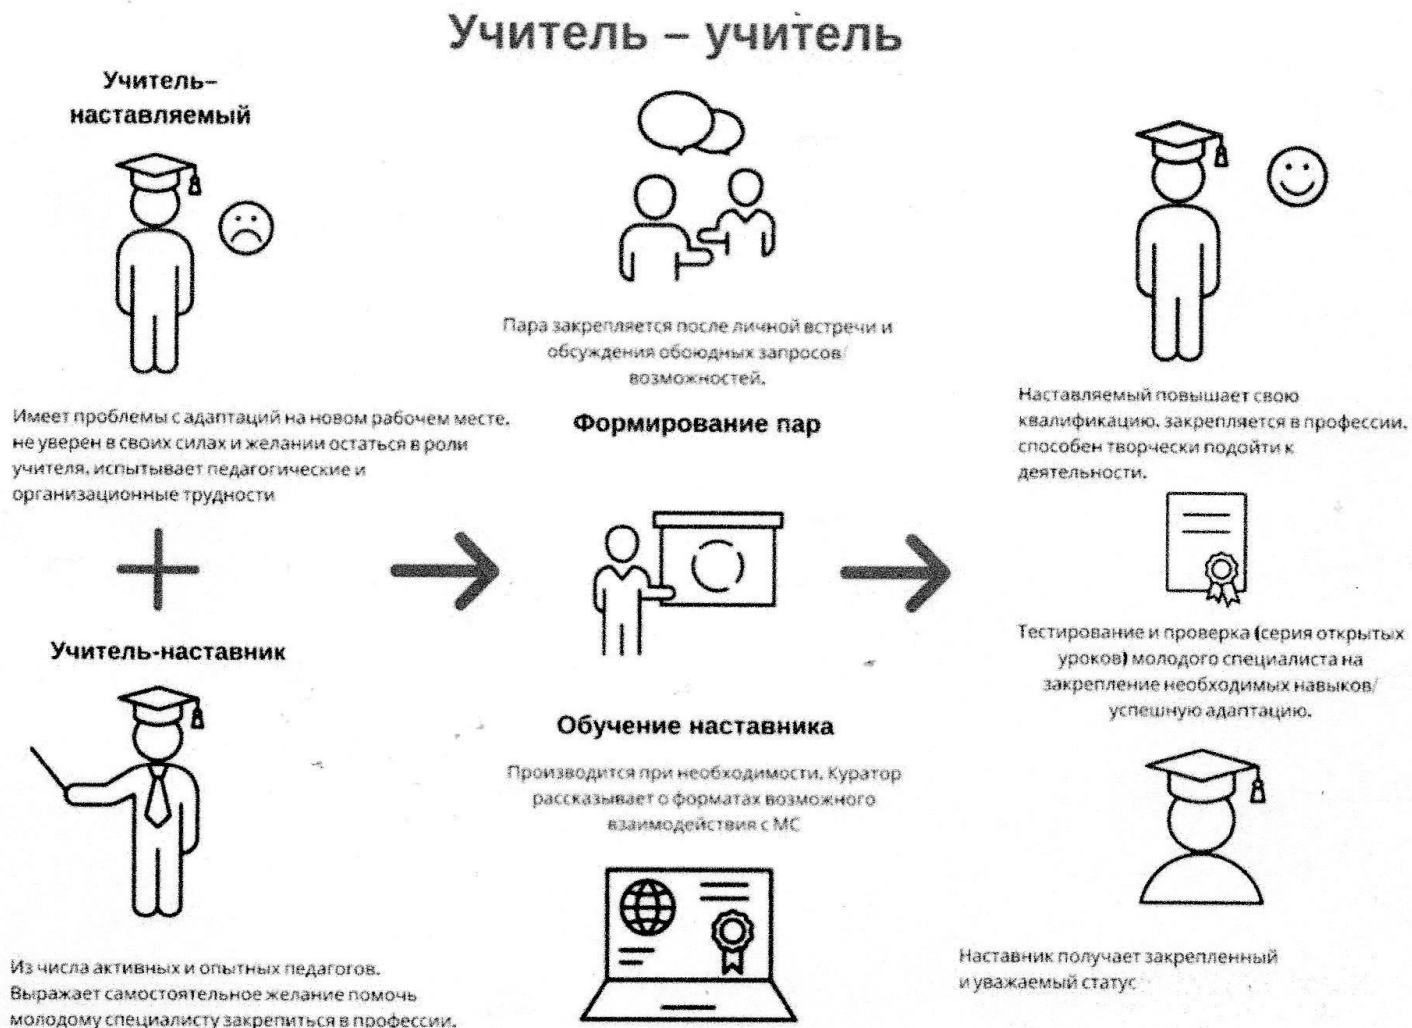 Учитель – учитель
Учитель–
наставляемый
Имеет проблемы с адаптаций на новом рабочем месте,
не уверен в своих силах и желании остаться в роли
учителя, испытывает педагогические и
организационные трудности
Учитель-наставник
Из числа активных и опытных педагогов.
Выражает самостоятельное желание помочь
молодому специалисту закрепиться в профессии.
Пара закрепляется после личной встречи и
обсуждения обоюдных запросов/
возможностей.
Формирование пар
Обучение наставника
Производится при необходимости. Куратор
рассказывает о форматах возможного
взаимодействия с МС
Наставляемый повышает свою
квалификацию, закрепляется в профессии,
способен творчески подойти к
деятельности.
Тестирование и проверка (серия открытых
уроков) молодого специалиста на
закрепление необходимых навыков/
успешную адаптацию.
Наставник получает закрепленный
и уважаемый статус